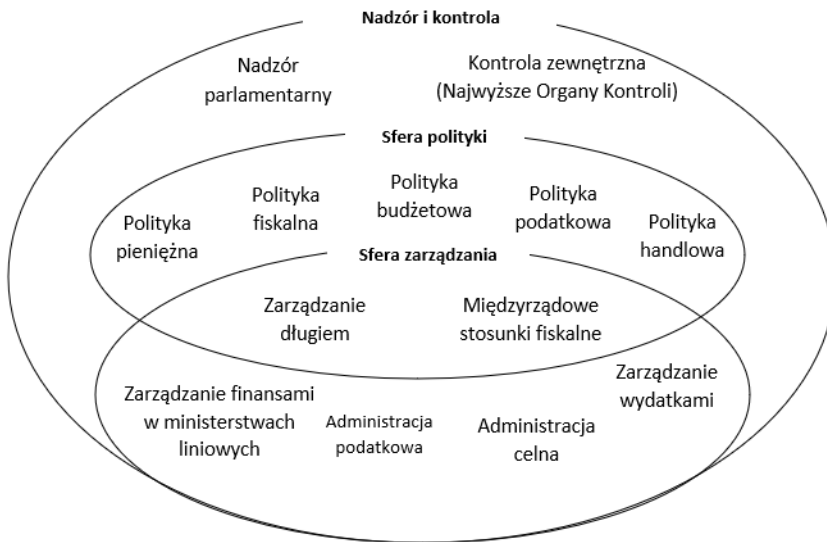 Nadzór i kontrola
Nadzór
parlamentarny
Kontrola zewnętrzna
(Najwyższe Organy Kontroli)
Sfera polityki
Polityka
pieniężna
Polityka
fiskalna
Polityka
budżetowa
Polityka
podatkowa
Polityka
handlowa
Sfera zarządzania
Zarządzanie
długiem
Międzyrządowe
stosunki fiskalne
Zarządzanie finansami
w ministerstwach
liniowych
Administracja
podatkowa
Administracja
celna
Zarządzanie
wydatkami